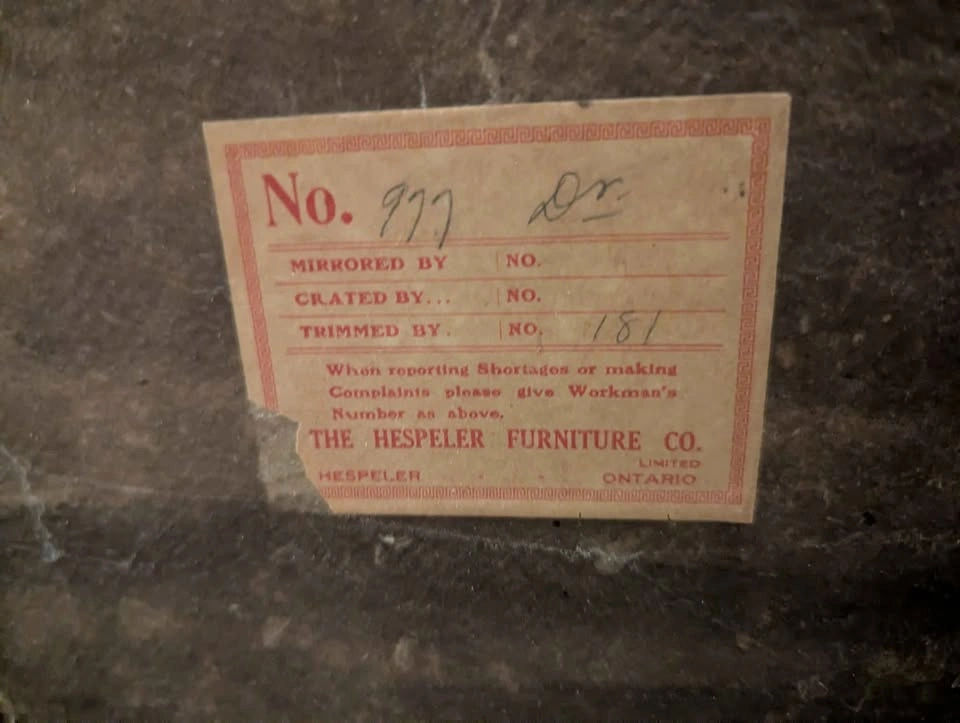 No. 977 Dr.
MIRRORED BY NO.
CRATED BY... NO.
TRIMMED BY. NO. 181
When reporting Shortages or making
Complaints please give Workman's
Number as above.
THE HESPELER FURNITURE CO.
LIMITED
HESPELER ONTARIO